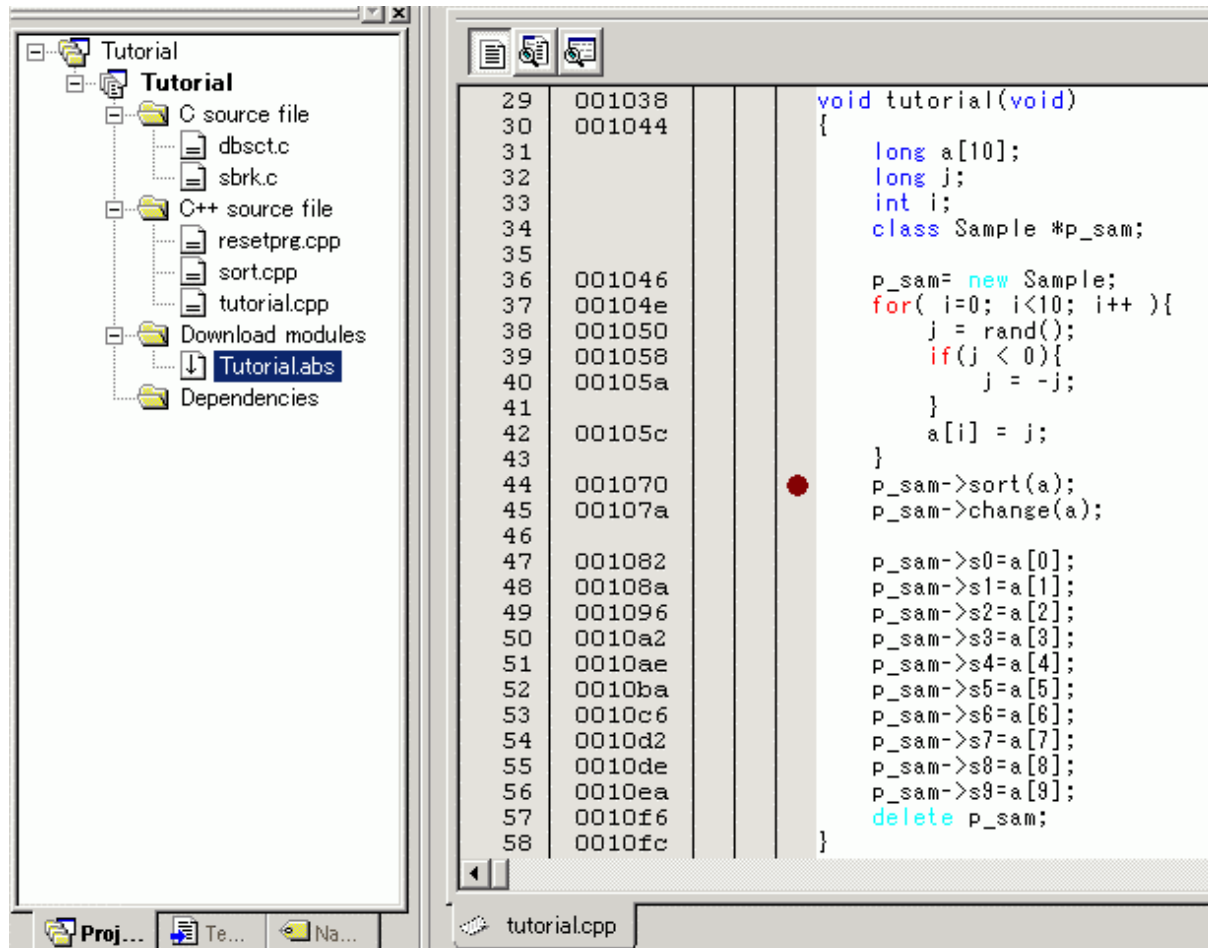 Tutorial
Tutorial
C source file
dbsct.c
sbrk.c
C++ source file
resetprg.cpp
sort.cpp
tutorial.cpp
Download modules
Tutorial.abs
Dependencies
Proj...
Te...
Na...
29 001038 void tutorial(void)
30 001044 {
31 long a[10];
32 long j;
33 int i;
34 class Sample *p_sam;
35
36 001046 p_sam= new Sample;
37 00104e for( i=0; i<10; i++ ){
38 001050 j = rand();
39 001058 if(j < 0){
40 00105a j = -j;
41 }
42 00105c a[i] = j;
43 }
44 001070 p_sam->sort(a);
45 00107a p_sam->change(a);
46
47 001082 p_sam->s0=a[0];
48 00108a p_sam->s1=a[1];
49 001096 p_sam->s2=a[2];
50 0010a2 p_sam->s3=a[3];
51 0010ae p_sam->s4=a[4];
52 0010ba p_sam->s5=a[5];
53 0010c6 p_sam->s6=a[6];
54 0010d2 p_sam->s7=a[7];
55 0010de p_sam->s8=a[8];
56 0010ea p_sam->s9=a[9];
57 0010f6 delete p_sam;
58 0010fc }
tutorial.cpp